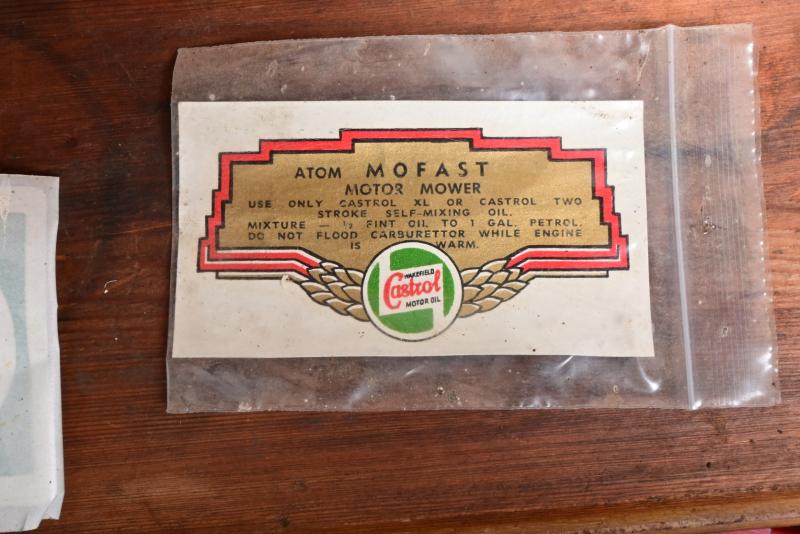 ATOM MOFAST
MOTOR MOWER
USE ONLY CASTROL XL OR CASTROL TWO
STROKE SELF-MIXING OIL.
MIXTURE — ½ PINT OIL TO 1 GAL. PETROL.
DO NOT FLOOD CARBURETTOR WHILE ENGINE
IS WARM.
WAKEFIELD
Castrol
MOTOR OIL